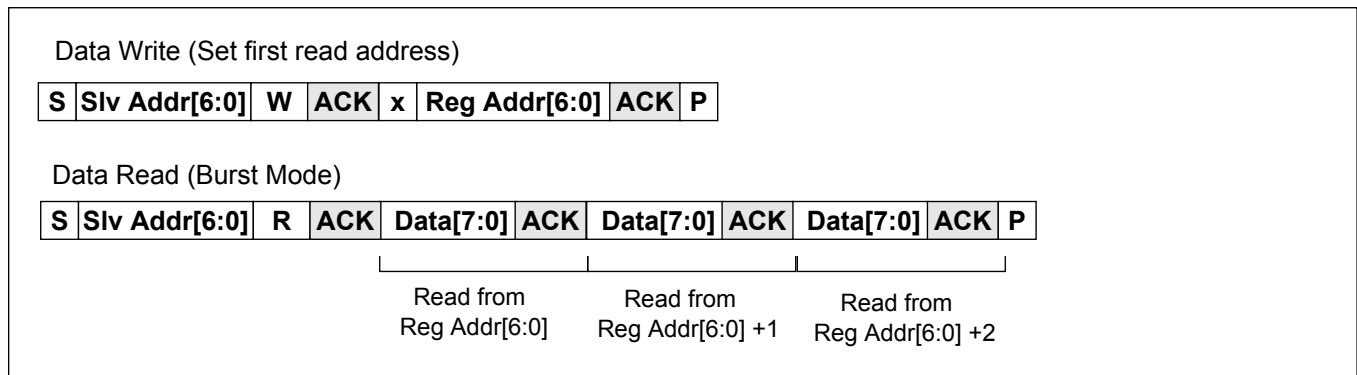 Data Write (Set first read address)
S Slv Addr[6:0] W ACK x Reg Addr[6:0] ACK P
Data Read (Burst Mode)
S Slv Addr[6:0] R ACK Data[7:0] ACK Data[7:0] ACK Data[7:0] ACK P
Read from Read from Read from
Reg Addr[6:0] Reg Addr[6:0] +1 Reg Addr[6:0] +2